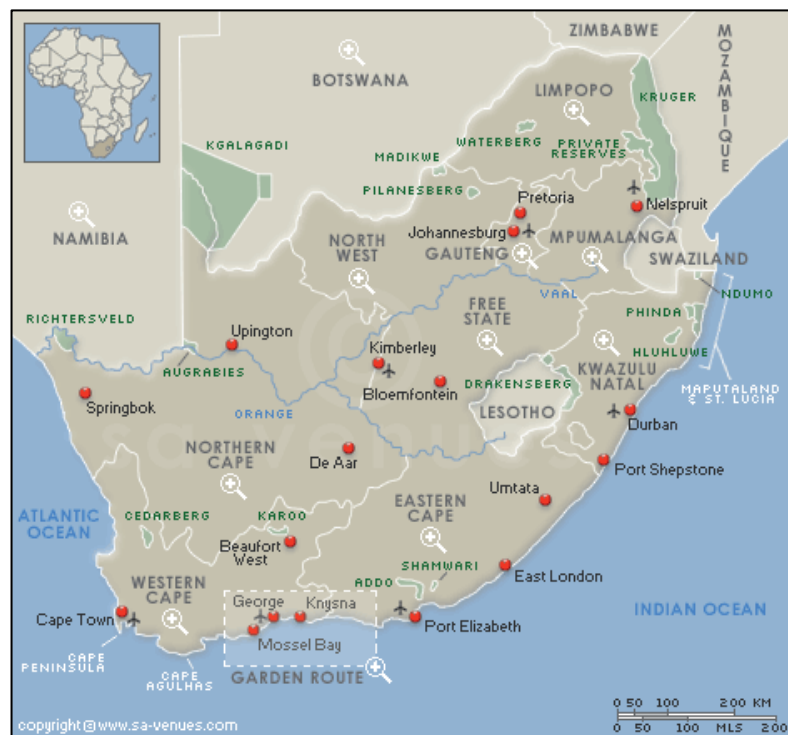 ZIMBABWE
MOZAMBIQUE
BOTSWANA
LIMPOPO
KRUGER
KGALAGADI
WATERBERG
PRIVATE
RESERVES
MADIKWE
PILANESBERG
Pretoria
Nelspruit
NAMIBIA
Johannesburg
NORTH
WEST
GAUTENG
MPUMALANGA
SWAZILAND
NDUMO
VAAL
FREE
STATE
PHINDA
RICHTERSVELD
Upington
Kimberley
HLUHLUWE
AUGRABIES
KWAZULU
NATAL
Bloemfontein
DRAKENSBERG
MAPUTALAND
& ST. LUCIA
Springbok
ORANGE
LESOTHO
Durban
©
sa-venues
NORTHERN
CAPE
De Aar
Port Shepstone
Umtata
EASTERN
CAPE
ATLANTIC
OCEAN
CEDARBERG
KAROO
Beaufort
West
SHAMWARI
ADDO
East London
WESTERN
CAPE
George
Knysna
Cape Town
Port Elizabeth
INDIAN OCEAN
Mossel Bay
CAPE
PENINSULA
CAPE
AGULHAS
GARDEN ROUTE
0 50 100 200 KM
0 50 100 MLS 200
copyright@www.sa-venues.com